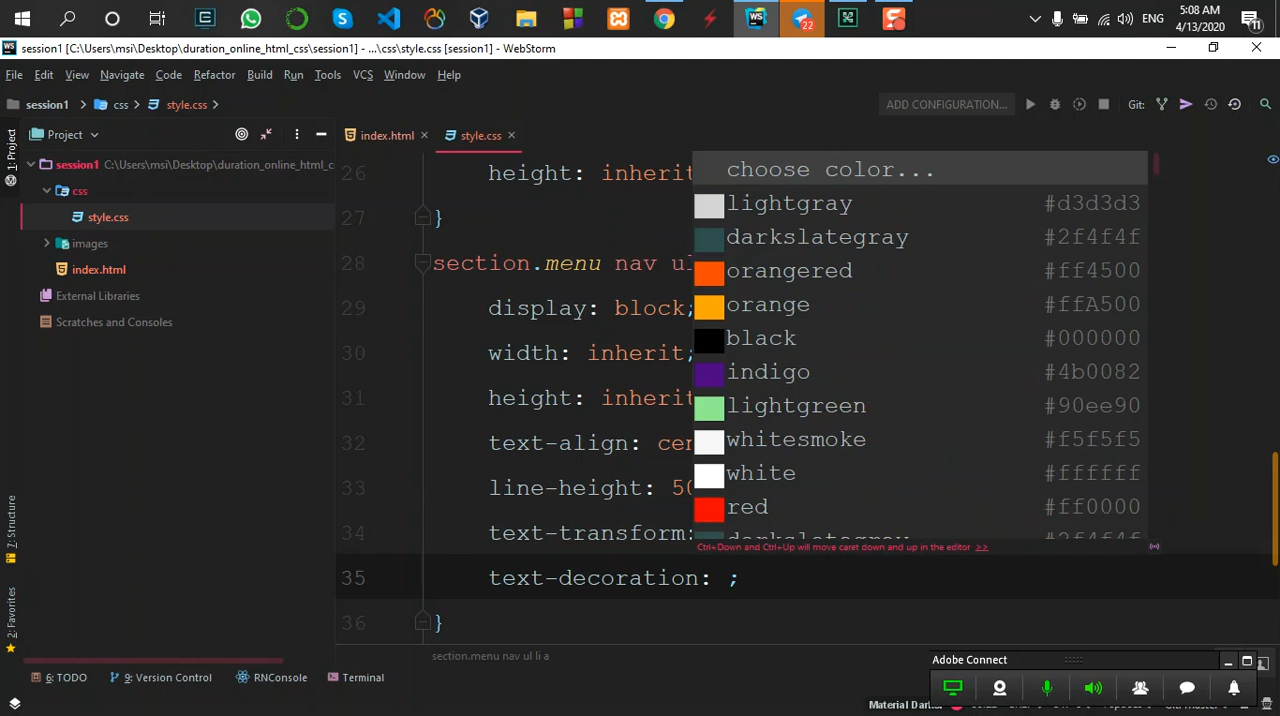 22
ENG
5:08 AM
4/13/2020
11
WS
session1 [C:\Users\msi\Desktop\duration_online_html_css\session1] - ...\css\style.css [session1] - WebStorm
File Edit View Navigate Code Refactor Build Run Tools VCS Window Help
session1 css style.css
ADD CONFIGURATION...
Git:
1: Project
Project
index.html
style.css
session1 C:\Users\msi\Desktop\duration_online_html_c
css
style.css
images
index.html
External Libraries
Scratches and Consoles
7: Structure
2: Favorites
26 height: inherit
27 }
28 section.menu nav ul
29 display: block;
30 width: inherit;
31 height: inherit
32 text-align: cen
33 line-height: 50
34 text-transform:
35 text-decoration: ;
36 }
choose color...
lightgray #d3d3d3
darkslategray #2f4f4f
orangered #ff4500
orange #ffA500
black #000000
indigo #4b0082
lightgreen #90ee90
whitesmoke #f5f5f5
white #ffffff
red #ff0000
darkslategray #2f4f4f
Ctrl+Down and Ctrl+Up will move caret down and up in the editor >>
section.menu nav ul li a
Adobe Connect
6: TODO
9: Version Control
RNConsole
Terminal